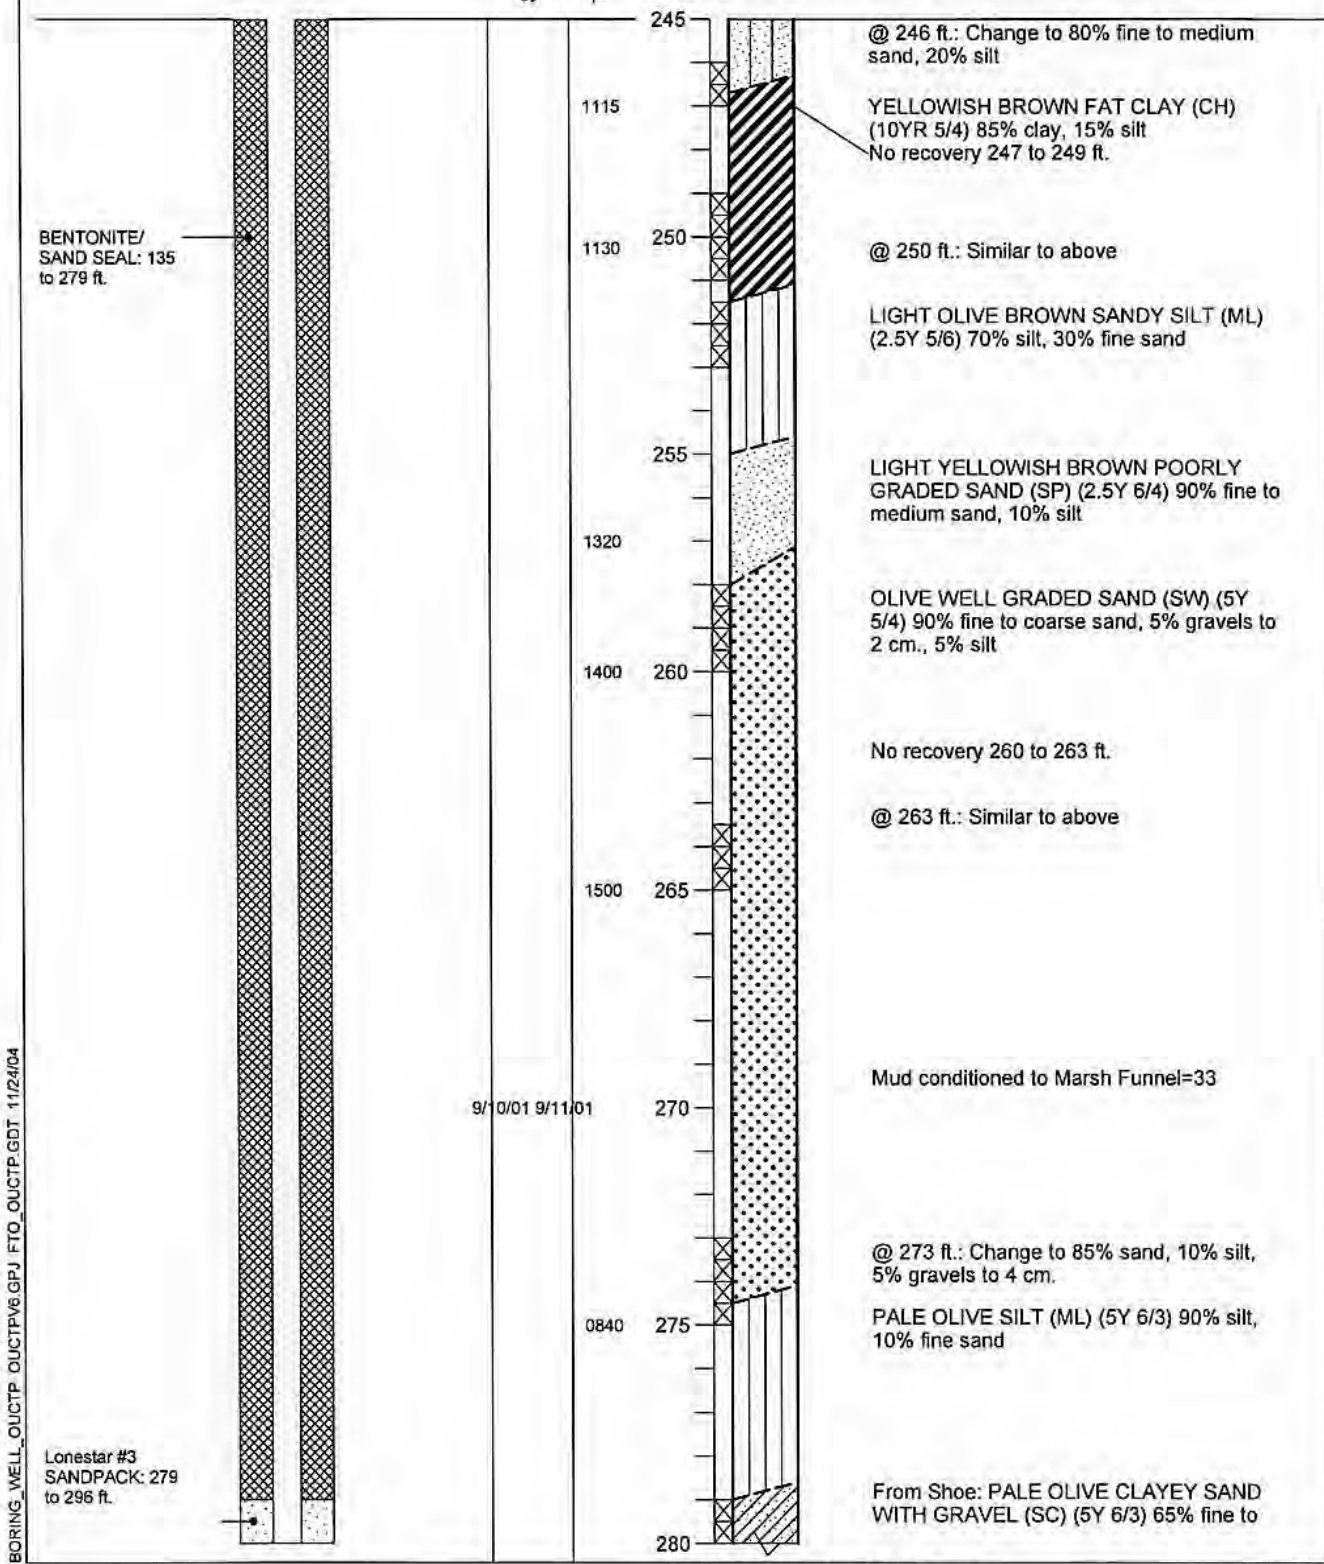 245
@ 246 ft.: Change to 80% fine to medium
sand, 20% silt
1115
YELLOWISH BROWN FAT CLAY (CH)
(10YR 5/4) 85% clay, 15% silt
No recovery 247 to 249 ft.
BENTONITE/
SAND SEAL: 135
to 279 ft.
1130
250
@ 250 ft.: Similar to above
LIGHT OLIVE BROWN SANDY SILT (ML)
(2.5Y 5/6) 70% silt, 30% fine sand
255
LIGHT YELLOWISH BROWN POORLY
GRADED SAND (SP) (2.5Y 6/4) 90% fine to
medium sand, 10% silt
1320
OLIVE WELL GRADED SAND (SW) (5Y
5/4) 90% fine to coarse sand, 5% gravels to
2 cm., 5% silt
1400
260
No recovery 260 to 263 ft.
@ 263 ft.: Similar to above
1500
265
Mud conditioned to Marsh Funnel=33
9/10/01 9/11/01
270
@ 273 ft.: Change to 85% sand, 10% silt,
5% gravels to 4 cm.
0840
275
PALE OLIVE SILT (ML) (5Y 6/3) 90% silt,
10% fine sand
Lonestar #3
SANDPACK: 279
to 296 ft.
From Shoe: PALE OLIVE CLAYEY SAND
WITH GRAVEL (SC) (5Y 6/3) 65% fine to
280
BORING_WELL_OUCTP OUCTPV6.GPJ FTO_OUCTP.GDT 11/24/04